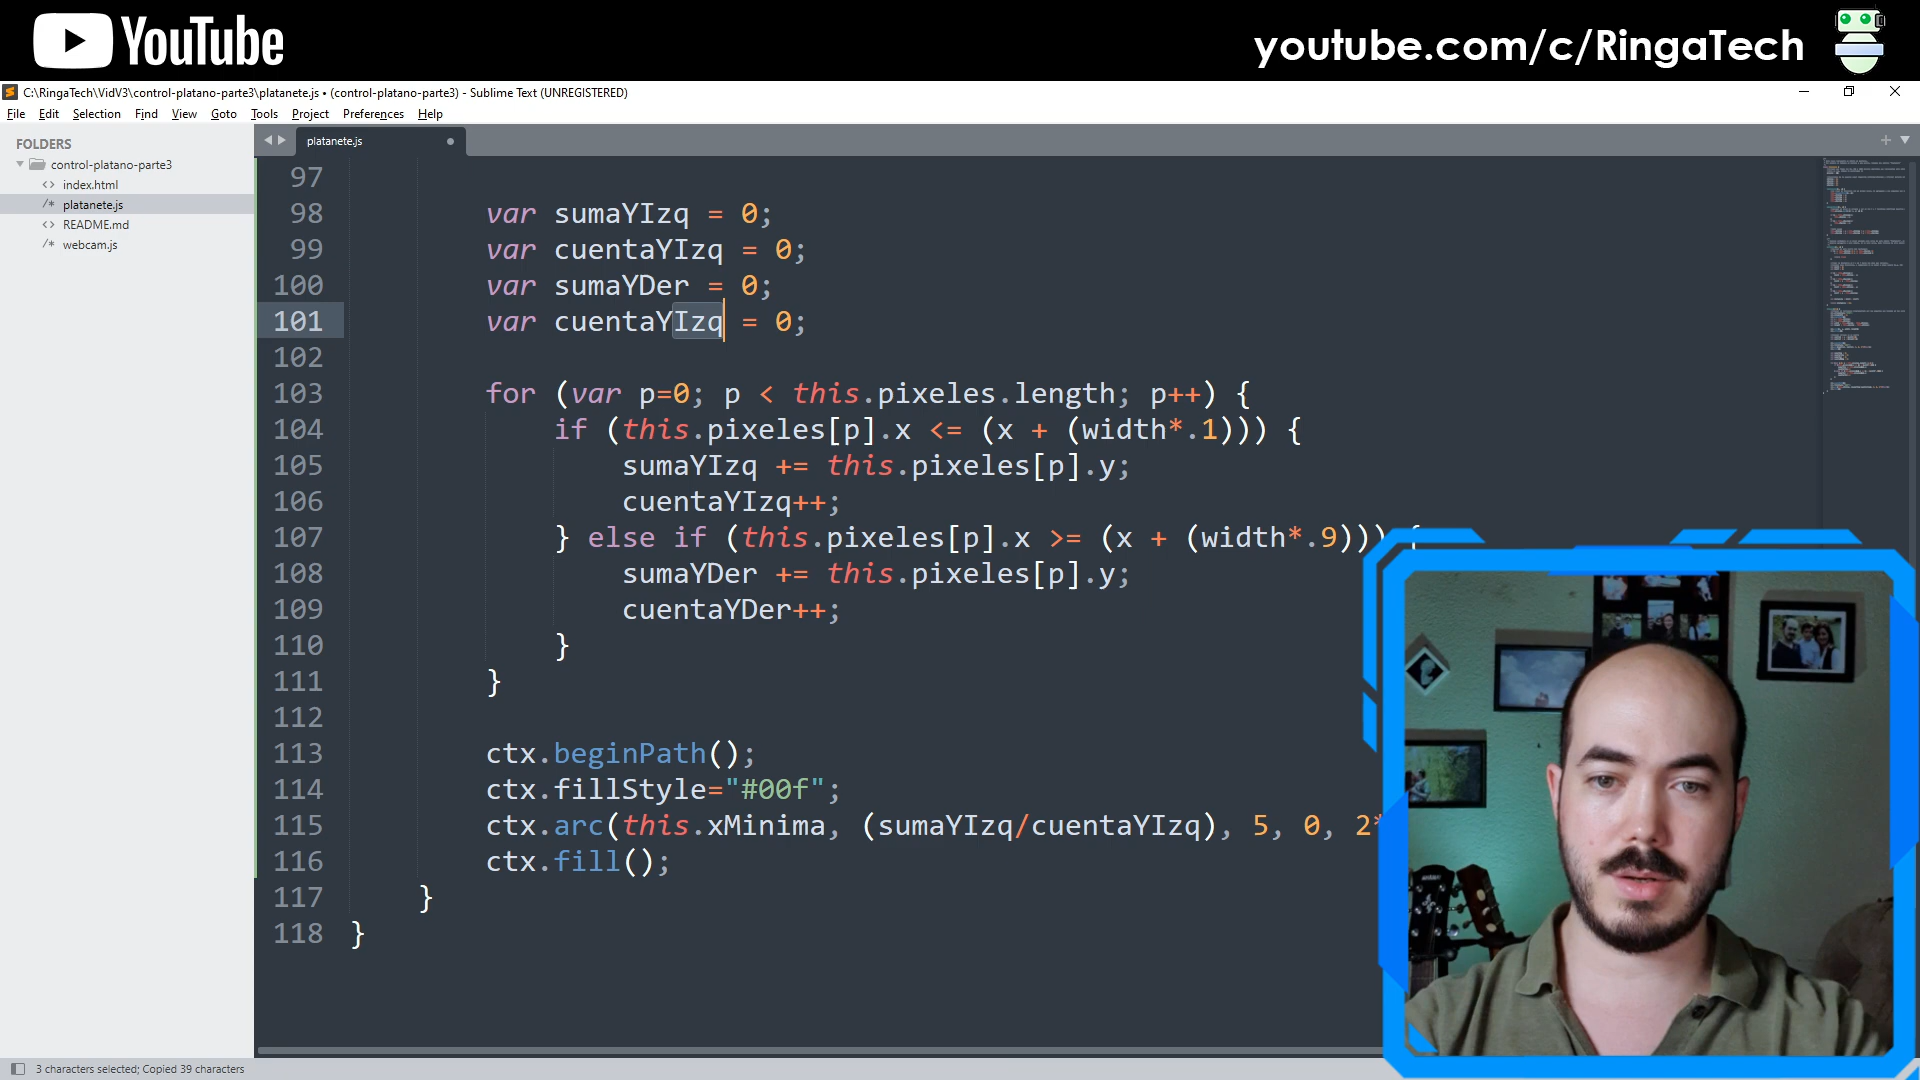 YouTube
youtube.com/c/RingaTech
C:\RingaTech\VidV3\control-platano-parte3\platanete.js • (control-platano-parte3) - Sublime Text (UNREGISTERED)
File Edit Selection Find View Goto Tools Project Preferences Help
FOLDERS
control-platano-parte3
<> index.html
/* platanete.js
<> README.md
/* webcam.js
platanete.js
97
98 var sumaYIzq = 0;
99 var cuentaYIzq = 0;
100 var sumaYDer = 0;
101 var cuentaYIzq = 0;
102
103 for (var p=0; p < this.pixeles.length; p++) {
104 if (this.pixeles[p].x <= (x + (width*.1))) {
105 sumaYIzq += this.pixeles[p].y;
106 cuentaYIzq++;
107 } else if (this.pixeles[p].x >= (x + (width*.9))) {
108 sumaYDer += this.pixeles[p].y;
109 cuentaYDer++;
110 }
111 }
112
113 ctx.beginPath();
114 ctx.fillStyle="#00f";
115 ctx.arc(this.xMinima, (sumaYIzq/cuentaYIzq), 5, 0, 2*
116 ctx.fill();
117 }
118 }
3 characters selected; Copied 39 characters